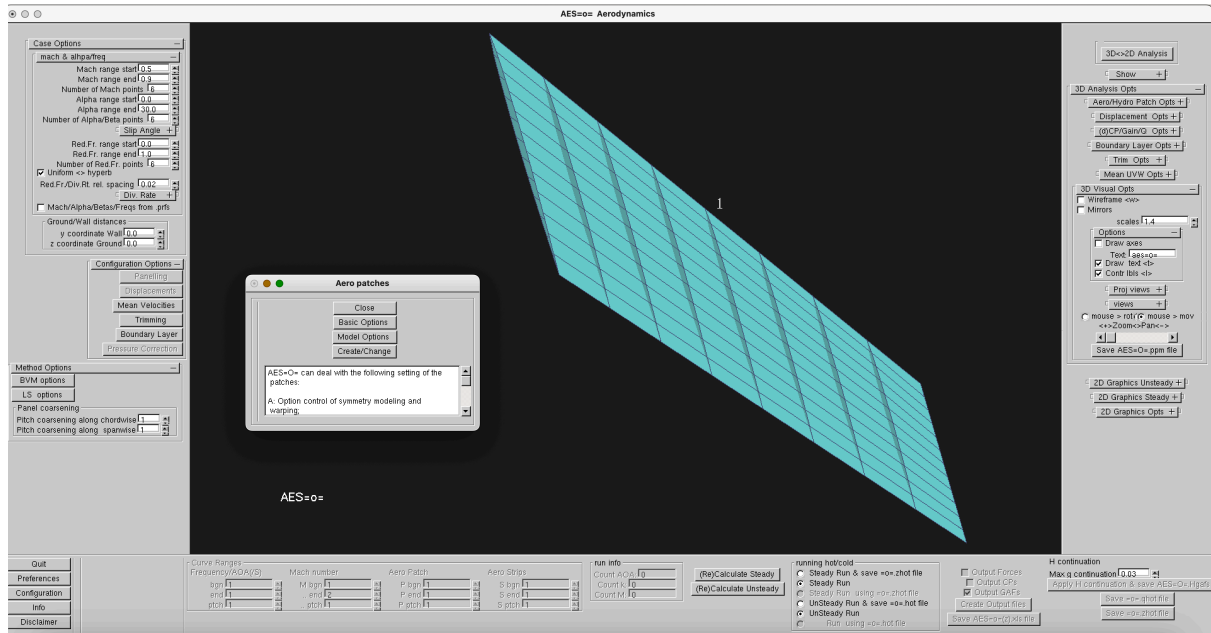 AES=o= Aerodynamics
Case Options
mach & alhpa/freq
Mach range start 0.5
Mach range end 0.9
Number of Mach points 6
Alpha range start 0.0
Alpha range end 30.0
Number of Alpha/Beta points 6
Slip Angle +
Red.Fr. range start 0.0
Red.Fr. range end 1.0
Number of Red.Fr. points 6
Uniform <> hyperb
Red.Fr./Div.Rt. rel. spacing 0.02
Div. Rate +
Mach/Alpha/Betas/Freqs from .prfs
Ground/Wall distances
y coordinate Wall 0.0
z coordinate Ground 0.0
Configuration Options
Panelling
Displacements
Mean Velocities
Trimming
Boundary Layer
Pressure Correction
Method Options
BVM options
LS options
Panel coarsening
Pitch coarsening along chordwise 1
Pitch coarsening along spanwise 1
1
Aero patches
Close
Basic Options
Model Options
Create/Change
AES=O= can deal with the following setting of the
patches:
A: Option control of symmetry modeling and
warping;
AES=o=
3D<>2D Analysis
Show +
3D Analysis Opts
Aero/Hydro Patch Opts +
Displacement Opts +
(d)CP/Gain/Q Opts +
Boundary Layer Opts +
Trim Opts +
Mean UVW Opts +
3D Visual Opts
Wireframe <w>
Mirrors
scales 1.4
Options
Draw axes
Text aes=o=
Draw text <t>
Contr lbls <l>
Proj views +
views +
mouse > rot mouse > mov
<+>Zoom<>Pan<->
Save AES=O=.ppm file
2D Graphics Unsteady +
2D Graphics Steady +
2D Graphics Opts +
Quit
Preferences
Configuration
Info
Disclaimer
Curve Ranges
Frequency/AOA(/S) Mach number Aero Patch Aero Strips
bgn 1 M bgn 1 P bgn 1 S bgn 1
end 1 .. end 2 P end 1 S end 1
ptch 1 .. ptch 1 P ptch 1 S ptch 1
run info
Count AOA: 0
Count k: 0
Count M: 0
(Re)Calculate Steady
(Re)Calculate Unsteady
running hot/cold
Steady Run & save =o=.zhot file
Steady Run
Steady Run using =o=.zhot file
UnSteady Run & save =o=.hot file
UnSteady Run
Run using =o=.hot file
Output Forces
Output CPs
Output GAFs
Create Output files
Save AES=o=(z).xls file
H continuation
Max g continuation 0.03
Apply H continuation & save AES=O=.Hgafs
Save =o=.qhot file
Save =o=.zhot file